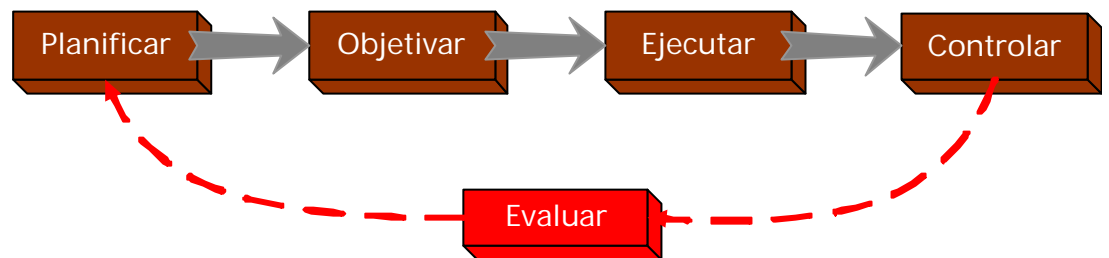 Planificar
Objetivar
Ejecutar
Controlar
Evaluar